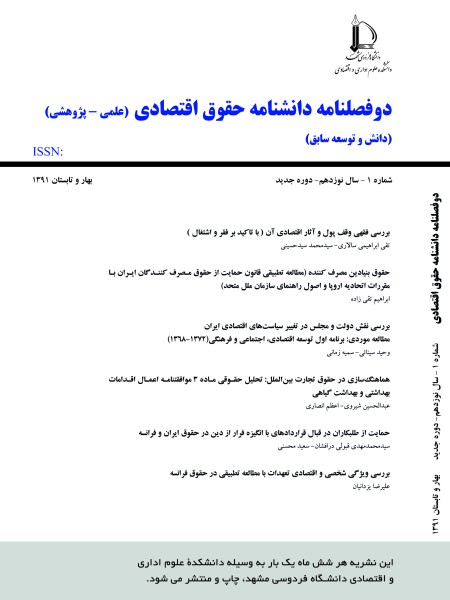 دانشگاه فردوسی مشهد
دانشکده علوم اداری و اقتصادی
دوفصلنامه دانشنامه حقوق اقتصادی (علمی - پژوهشی)
(دانش و توسعه سابق)
ISSN:
شماره ۱ - سال نوزدهم- دوره جدید
بهار و تابستان ۱۳۹۱
بررسی فقهی وقف پول و آثار اقتصادی آن ( با تاکید بر فقر و اشتغال )
تقی ابراهیمی سالاری- سیدمحمد سیدحسینی
حقوق بنیادین مصرف کننده (مطالعه تطبیقی قانون حمایت از حقوق مصرف کنندگان ایران با
مقررات اتحادیه اروپا و اصول راهنمای سازمان ملل متحد)
ابراهیم تقی زاده
بررسی نقش دولت و مجلس در تغییر سیاست‌های اقتصادی ایران
مطالعه موردی: برنامه اول توسعه اقتصادی، اجتماعی و فرهنگی(۱۳۷۲-۱۳۶۸)
وحید سینائی- سمیه زمانی
هماهنگ‌سازی در حقوق تجارت بین‌الملل: تحلیل حقوقی ماده ۳ موافقتنامه اعمال اقدامات
بهداشتی و بهداشت گیاهی
عبدالحسین شیروی- اعظم انصاری
حمایت از طلبکاران در قبال قراردادهای با انگیزه فرار از دین در حقوق ایران و فرانسه
سیدمحمدمهدی قبولی درافشان- سعید محسنی
بررسی ویژگی شخصی و اقتصادی تعهدات با مطالعه تطبیقی در حقوق فرانسه
علیرضا یزدانیان
دوفصلنامه دانشنامه حقوق اقتصادی
شماره ۱ - سال نوزدهم- دوره جدید
بهار و تابستان ۱۳۹۱
این نشریه هر شش ماه یک بار به وسیله دانشکدهٔ علوم اداری
و اقتصادی دانشگاه فردوسی مشهد، چاپ و منتشر می شود.